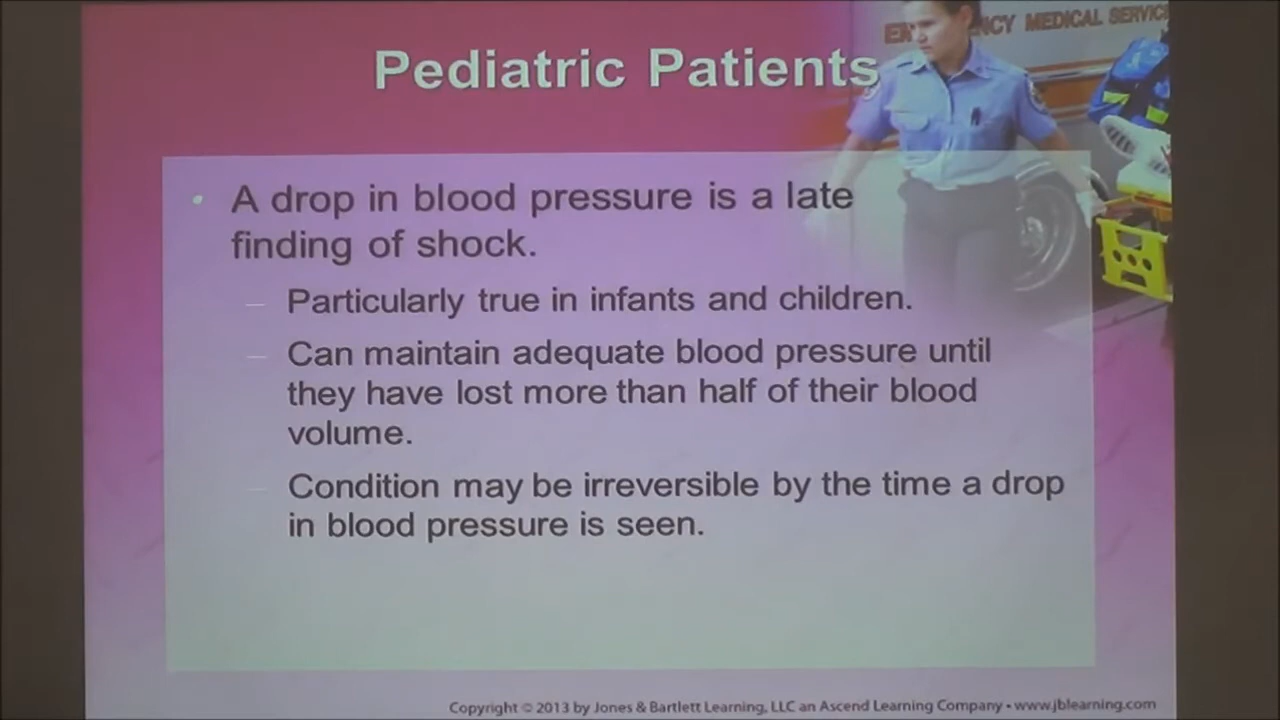 EMERGENCY MEDICAL SERVICE
Pediatric Patients
• A drop in blood pressure is a late
finding of shock.
– Particularly true in infants and children.
– Can maintain adequate blood pressure until
they have lost more than half of their blood
volume.
– Condition may be irreversible by the time a drop
in blood pressure is seen.
Copyright © 2013 by Jones & Bartlett Learning, LLC an Ascend Learning Company • www.jblearning.com